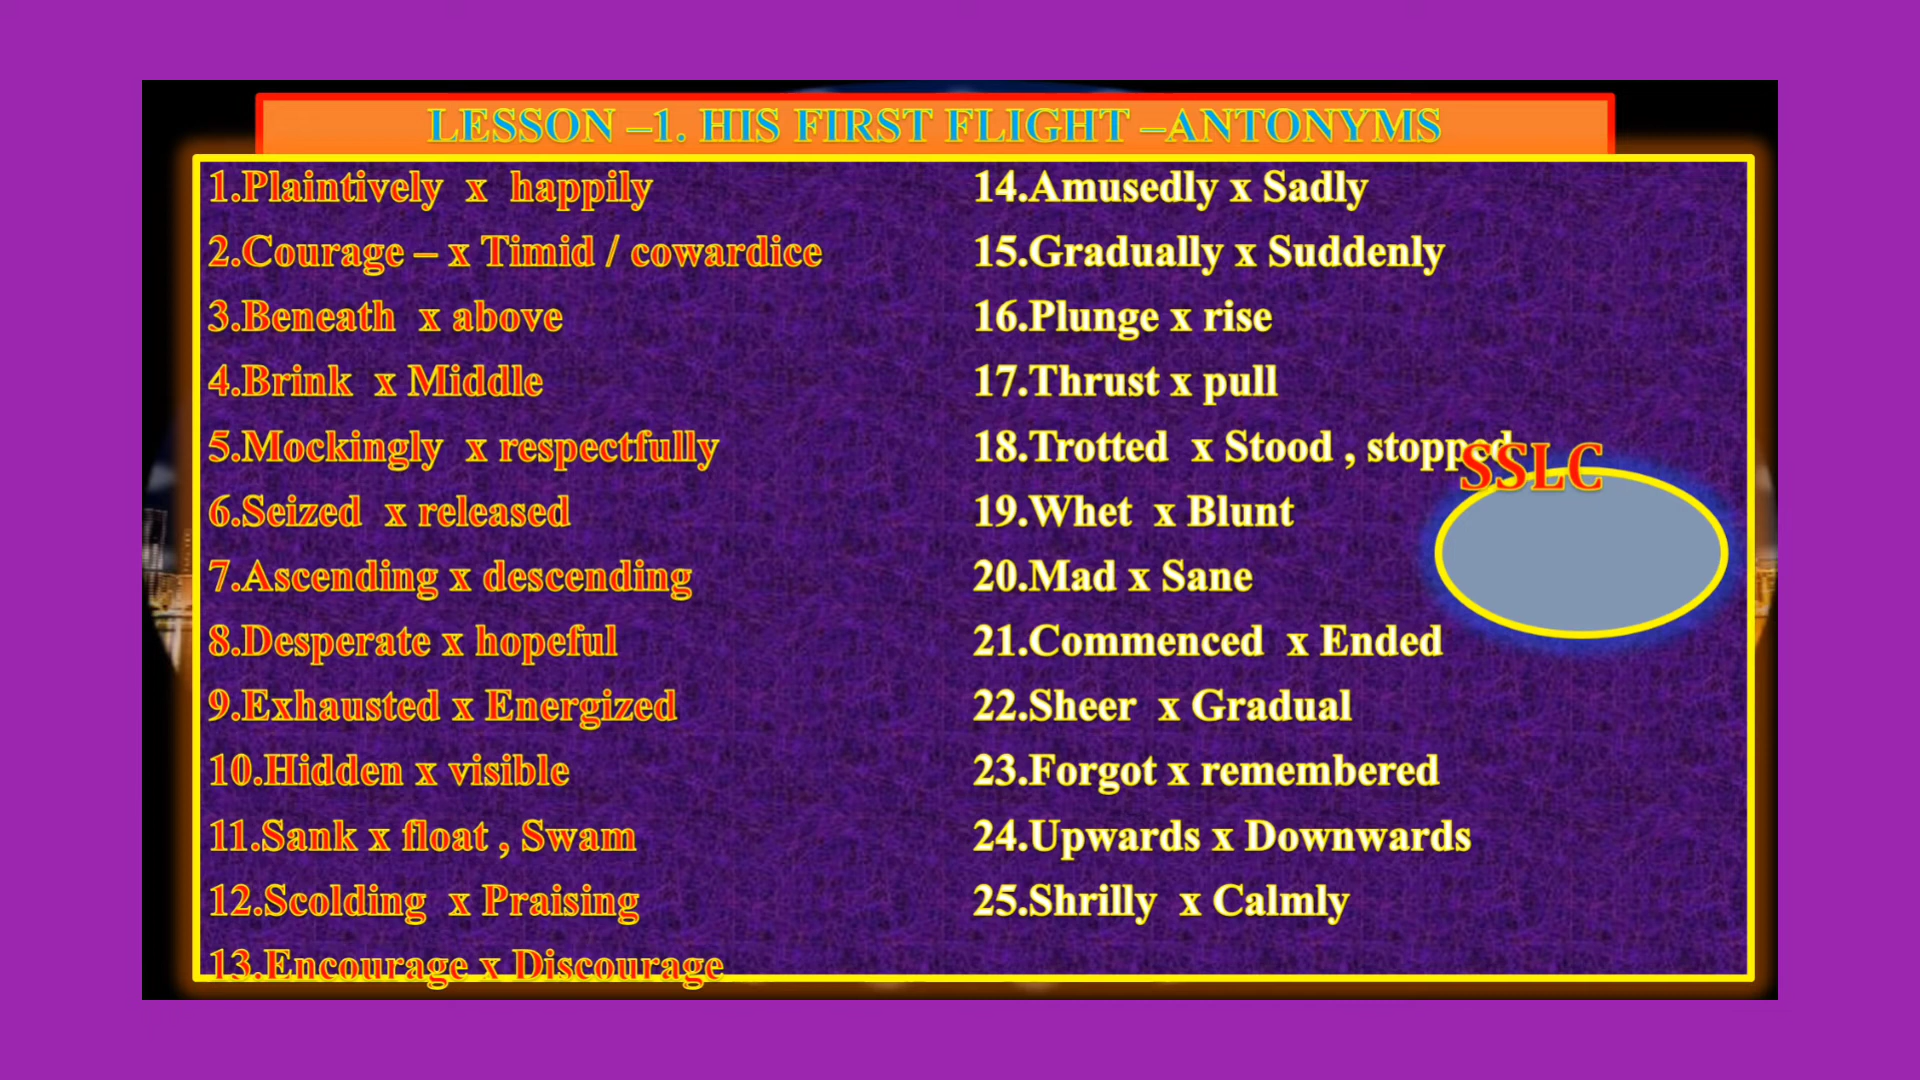 LESSON –1. HIS FIRST FLIGHT –ANTONYMS
1.Plaintively x happily
2.Courage – x Timid / cowardice
3.Beneath x above
4.Brink x Middle
5.Mockingly x respectfully
6.Seized x released
7.Ascending x descending
8.Desperate x hopeful
9.Exhausted x Energized
10.Hidden x visible
11.Sank x float , Swam
12.Scolding x Praising
13.Encourage x Discourage
14.Amusedly x Sadly
15.Gradually x Suddenly
16.Plunge x rise
17.Thrust x pull
18.Trotted x Stood , stopped
19.Whet x Blunt
20.Mad x Sane
21.Commenced x Ended
22.Sheer x Gradual
23.Forgot x remembered
24.Upwards x Downwards
25.Shrilly x Calmly
SSLC